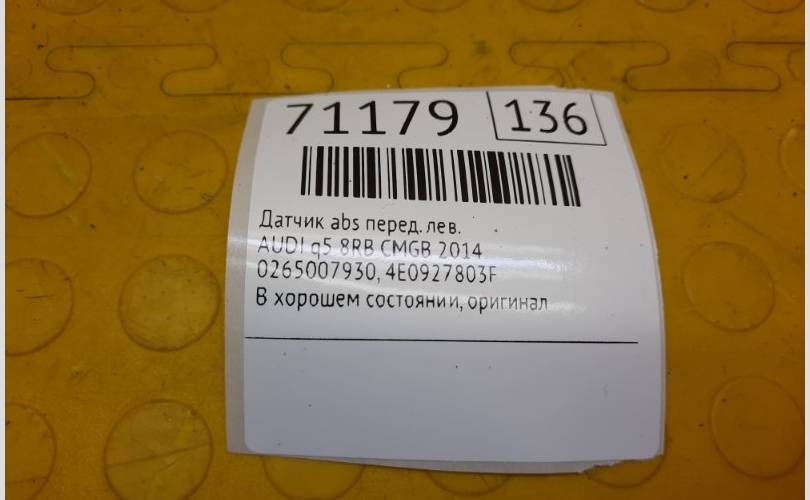 71179 136
Датчик abs перед. лев.
AUDI q5 8RB CMGB 2014
0265007930, 4E0927803F
В хорошем состоянии, оригинал